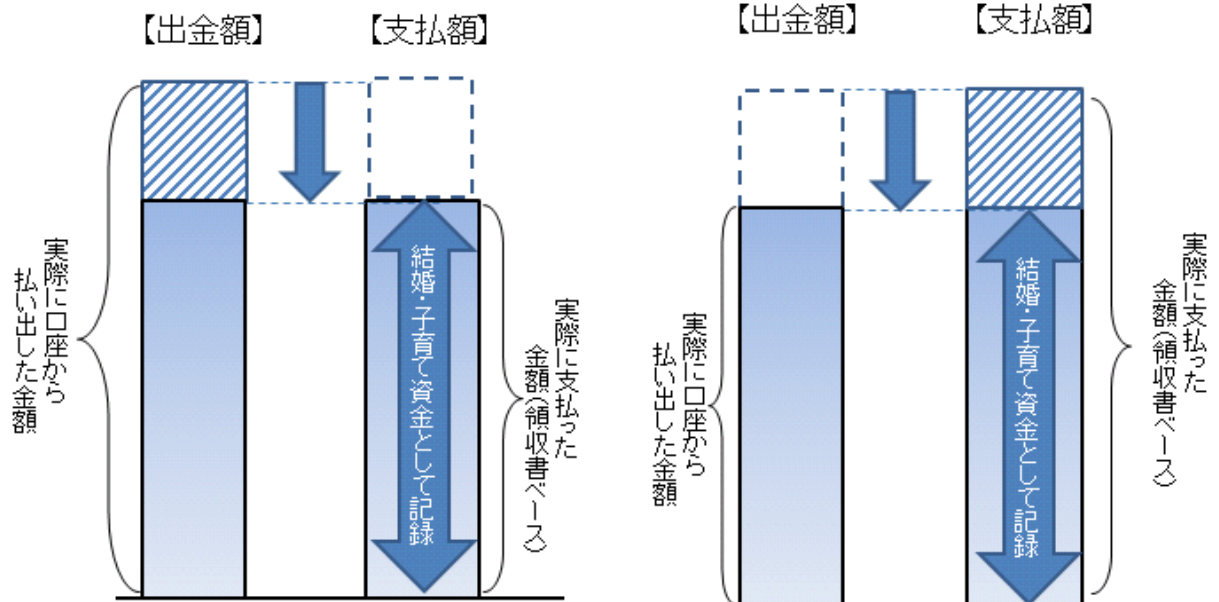 【出金額】
【支払額】
実際に口座から
払い出した金額
結婚・子育て資金として記録
実際に支払った
金額(領収書ベース)
【出金額】
【支払額】
実際に口座から
払い出した金額
結婚・子育て資金として記録
実際に支払った
金額(領収書ベース)